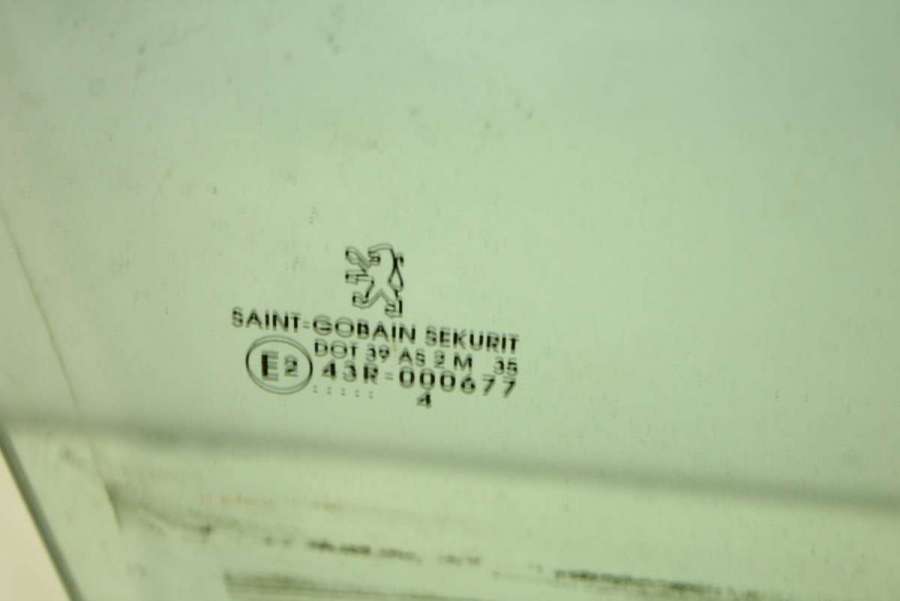 SAINT-GOBAIN SEKURIT
DOT 39 AS 2 M 35
E2 43R-000677
..... 4